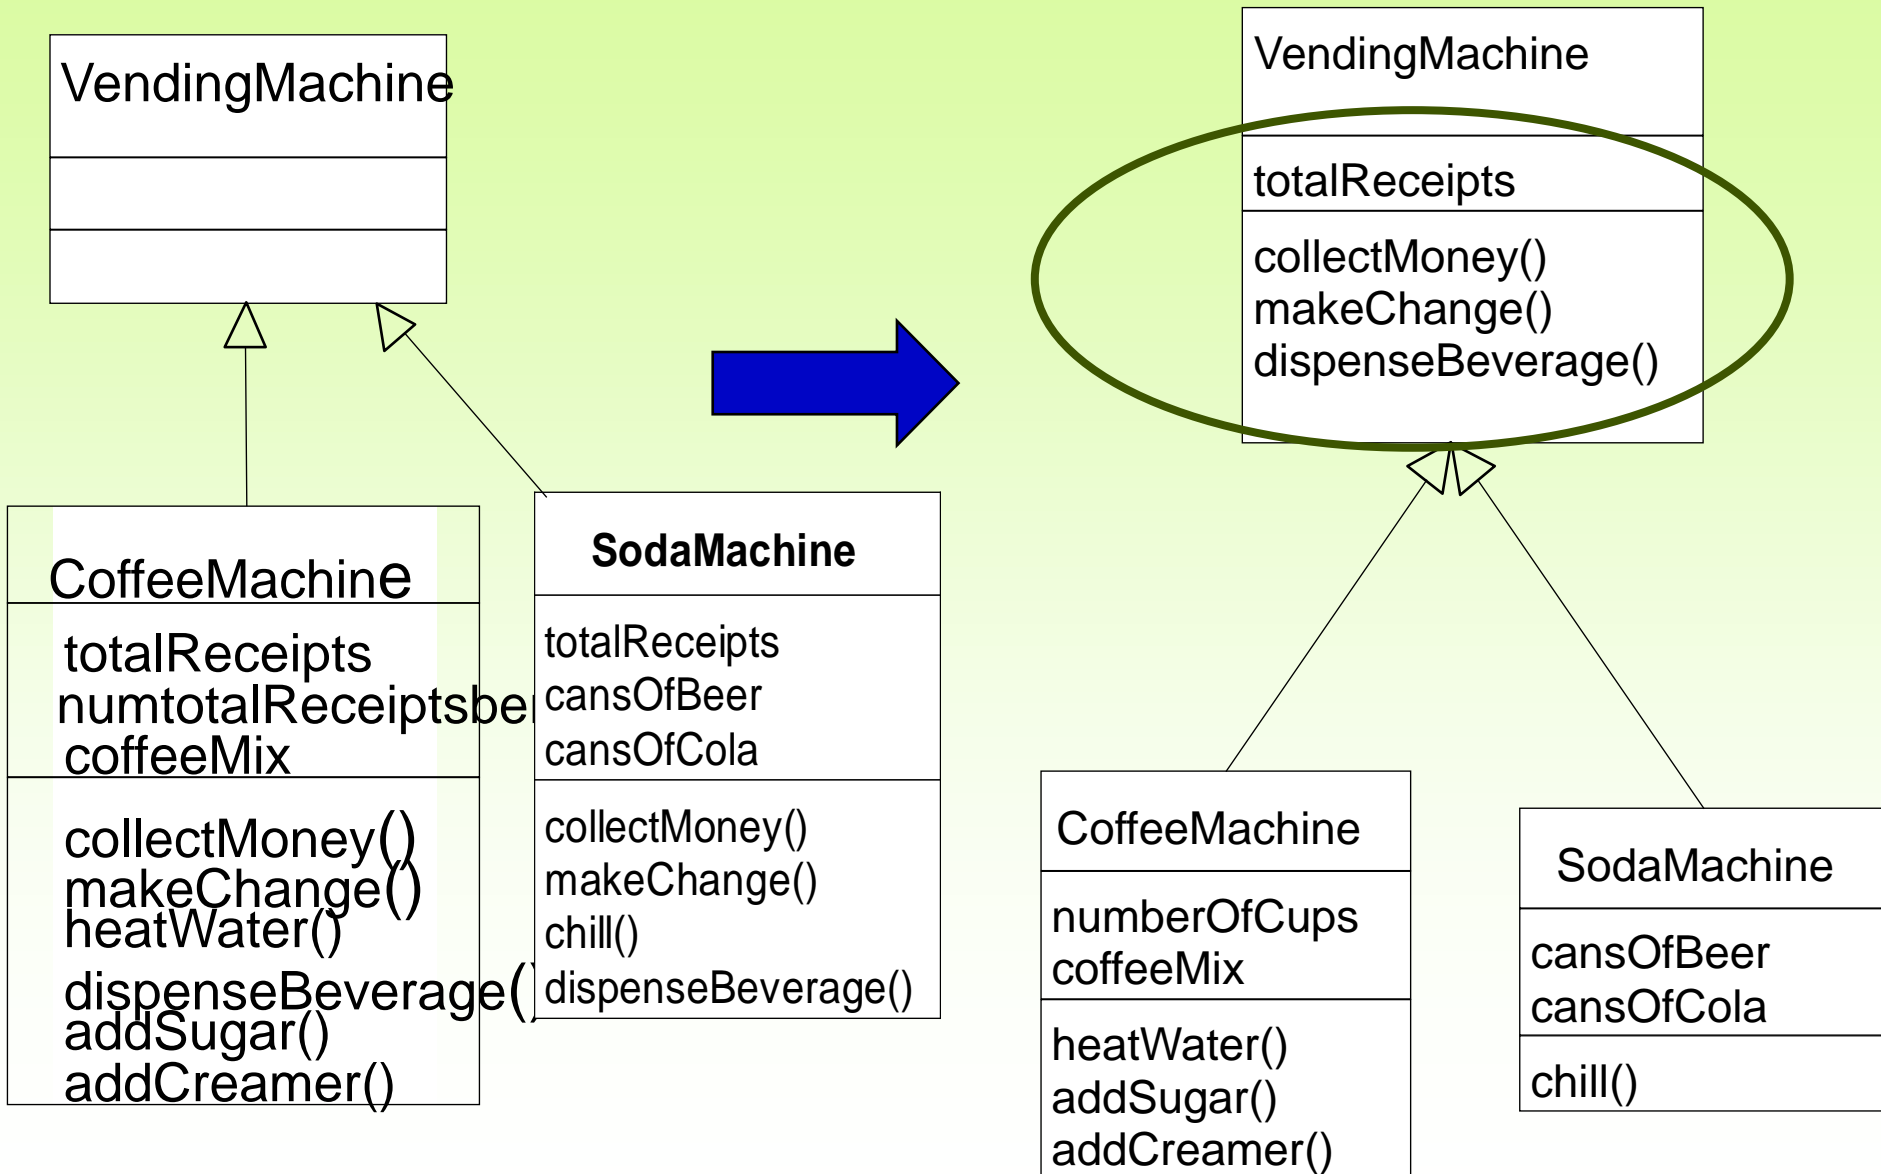 VendingMachine
CoffeeMachine
totalReceipts
numtotalReceiptsber
coffeeMix
collectMoney()
makeChange()
heatWater()
dispenseBeverage()
addSugar()
addCreamer()
SodaMachine
totalReceipts
cansOfBeer
cansOfCola
collectMoney()
makeChange()
chill()
dispenseBeverage()
VendingMachine
totalReceipts
collectMoney()
makeChange()
dispenseBeverage()
CoffeeMachine
numberOfCups
coffeeMix
heatWater()
addSugar()
addCreamer()
SodaMachine
cansOfBeer
cansOfCola
chill()